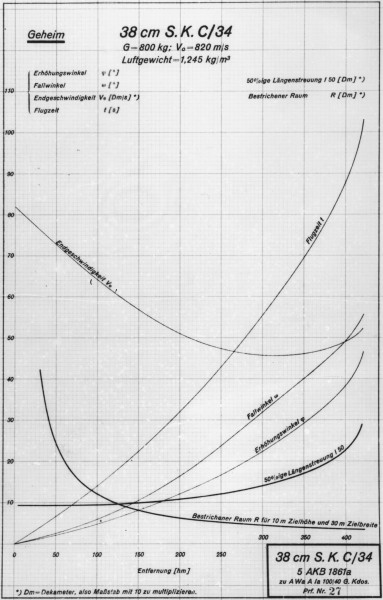 Geheim
38 cm S. K. C/34
G=800 kg; Vo=820 m/s
Luftgewicht=1,245 kg/m³
Erhöhungswinkel φ [°]
Fallwinkel ω [°]
Endgeschwindigkeit Ve [Dm/s] *)
Flugzeit t [s]
50%ige Längenstreuung l 50 [Dm] *)
Bestrichener Raum R [Dm] *)
110
100
90
80
70
60
50
40
30
20
10
Endgeschwindigkeit Ve
Flugzeit t
Fallwinkel ω
Erhöhungswinkel φ
50%ige Längenstreuung l 50
Bestrichener Raum R für 10 m Zielhöhe und 30 m Zielbreite
0 50 100 150 200 250 300 350 400
Entfernung [hm]
38 cm S. K. C/34
5 AKB 1861a
zu A Wa A Ia 100/40 G. Kdos.
Prf. Nr. 27
*) Dm=Dekameter, also Maßstab mit 10 zu multiplizieren.